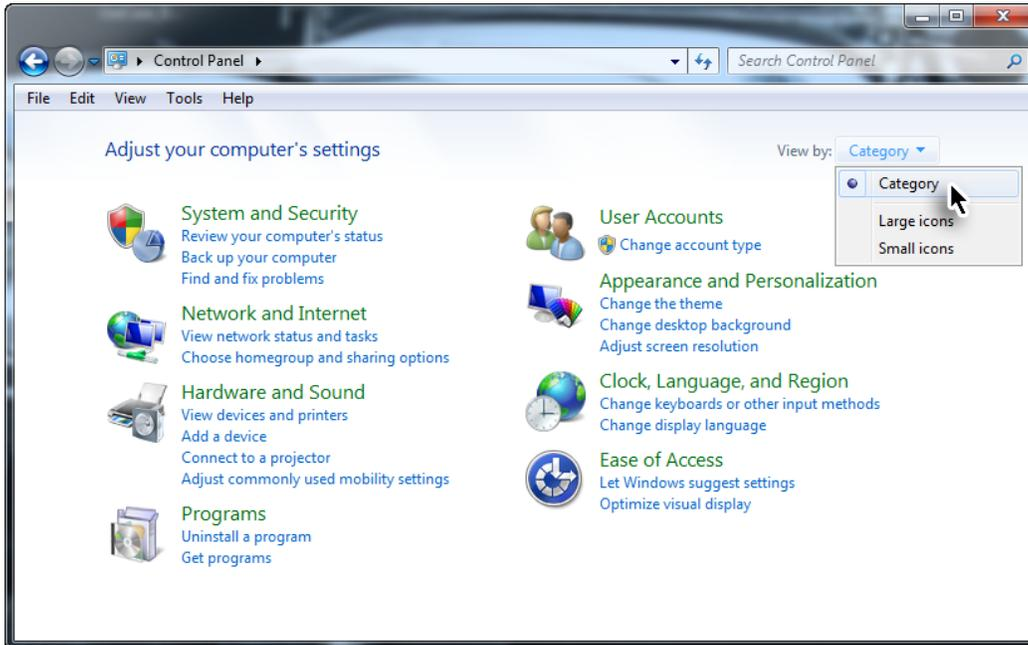 Control Panel
Search Control Panel
File Edit View Tools Help
Adjust your computer's settings
View by: Category
Category
Large icons
Small icons
System and Security
Review your computer's status
Back up your computer
Find and fix problems
Network and Internet
View network status and tasks
Choose homegroup and sharing options
Hardware and Sound
View devices and printers
Add a device
Connect to a projector
Adjust commonly used mobility settings
Programs
Uninstall a program
Get programs
User Accounts
Change account type
Appearance and Personalization
Change the theme
Change desktop background
Adjust screen resolution
Clock, Language, and Region
Change keyboards or other input methods
Change display language
Ease of Access
Let Windows suggest settings
Optimize visual display